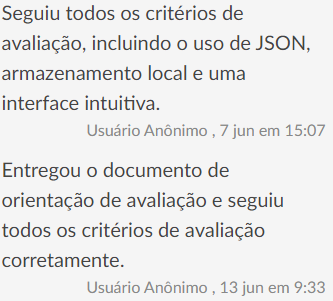 Seguiu todos os critérios de
avaliação, incluindo o uso de JSON,
armazenamento local e uma
interface intuitiva.
Usuário Anônimo , 7 jun em 15:07
Entregou o documento de
orientação de avaliação e seguiu
todos os critérios de avaliação
corretamente.
Usuário Anônimo , 13 jun em 9:33